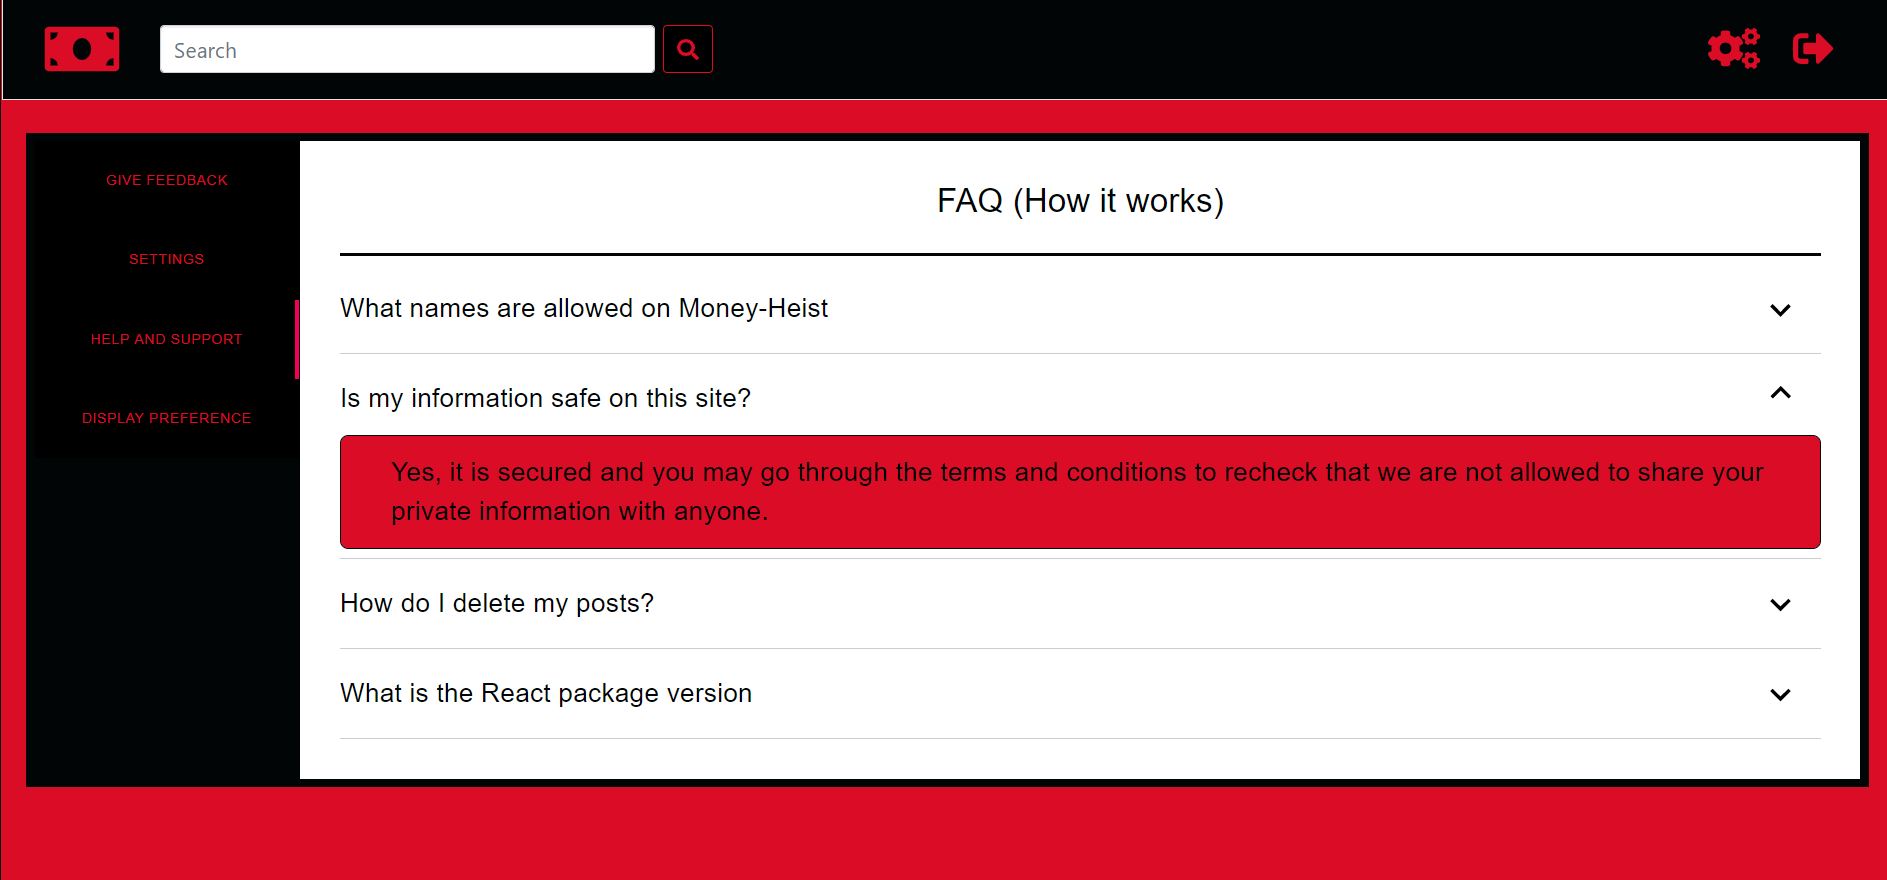 Search
GIVE FEEDBACK
SETTINGS
HELP AND SUPPORT
DISPLAY PREFERENCE
FAQ (How it works)
What names are allowed on Money-Heist
Is my information safe on this site?
Yes, it is secured and you may go through the terms and conditions to recheck that we are not allowed to share your
private information with anyone.
How do I delete my posts?
What is the React package version